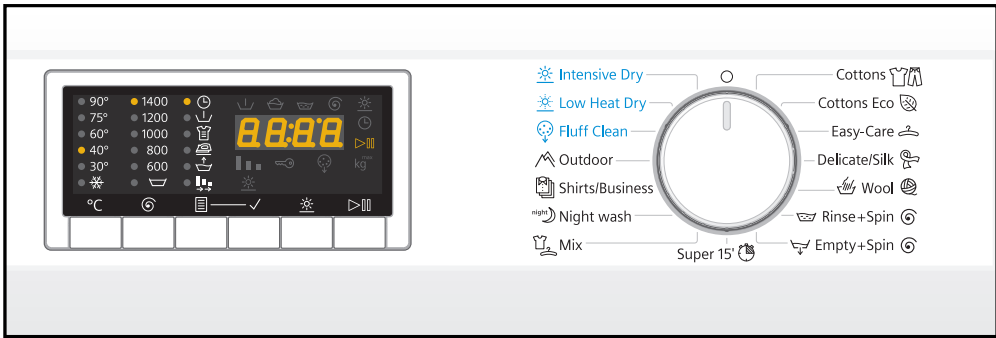 90° 1400
75° 1200
60° 1000
40° 800
30° 600
88:88
kg max
°C
Intensive Dry
Low Heat Dry
Fluff Clean
Outdoor
Shirts/Business
night Night wash
Mix
Super 15'
Cottons
Cottons Eco
Easy-Care
Delicate/Silk
Wool
Rinse+Spin
Empty+Spin